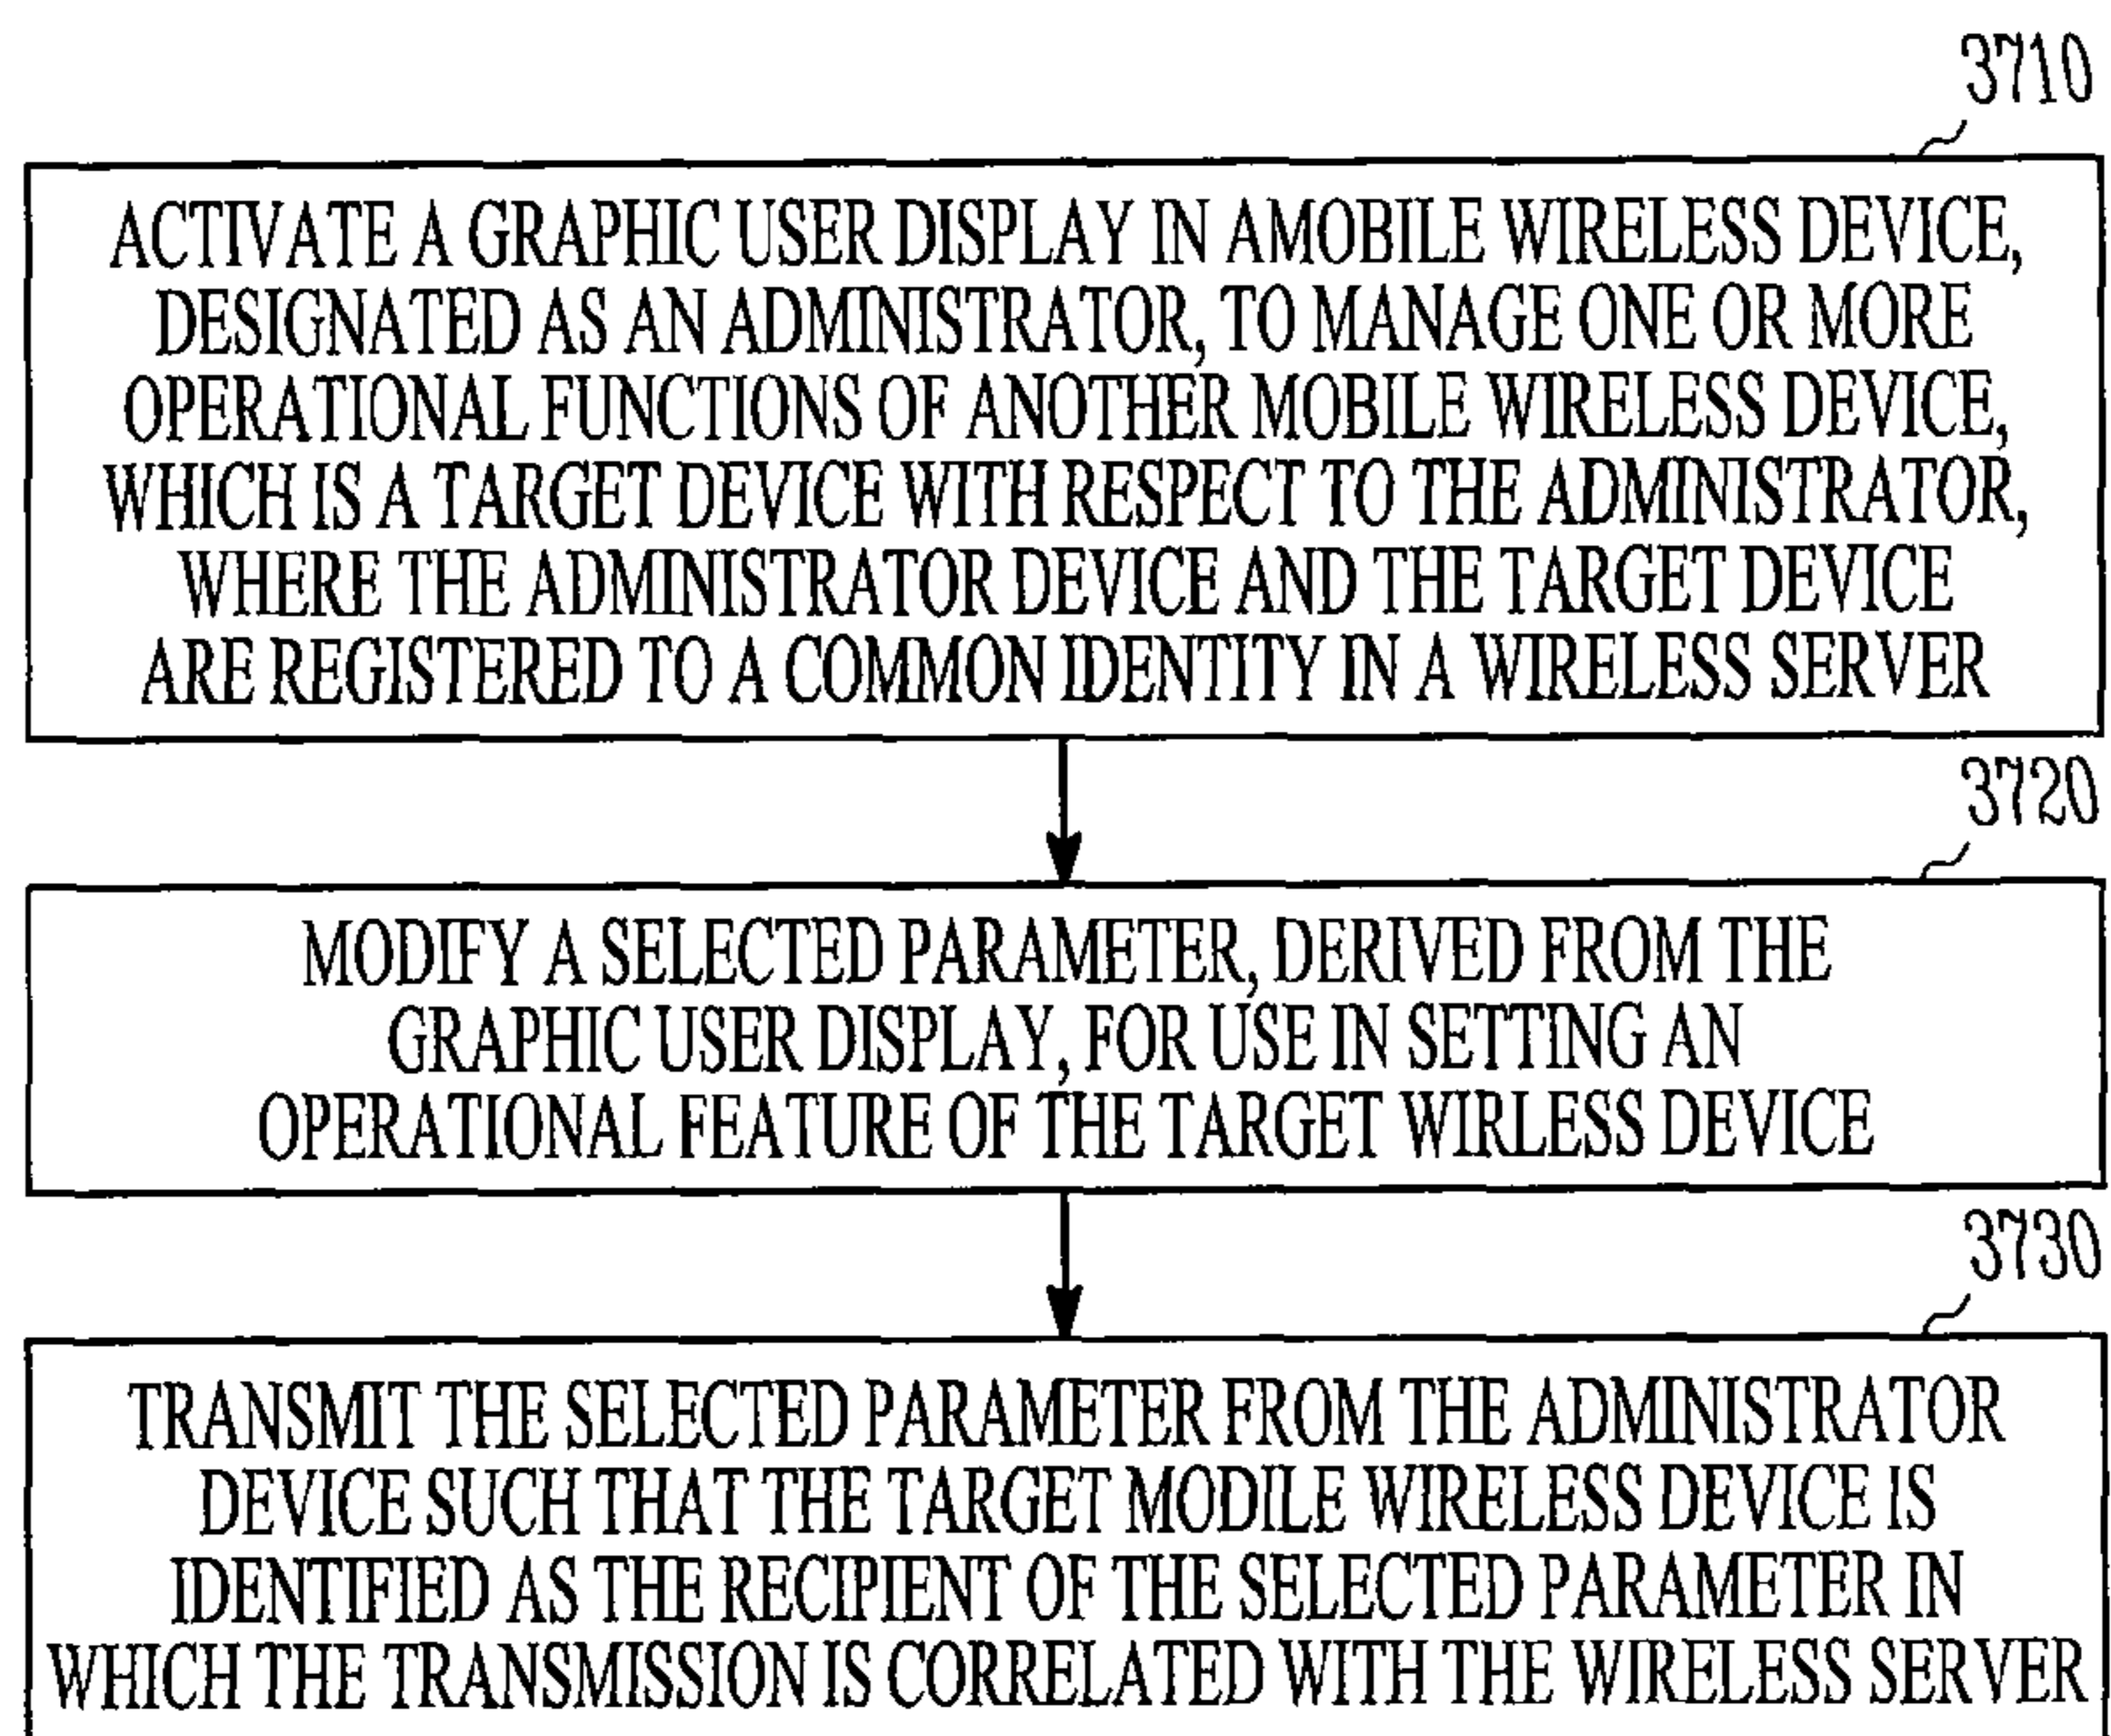 3710
ACTIVATE A GRAPHIC USER DISPLAY IN AMOBILE WIRELESS DEVICE,
DESIGNATED AS AN ADMINISTRATOR, TO MANAGE ONE OR MORE
OPERATIONAL FUNCTIONS OF ANOTHER MOBILE WIRELESS DEVICE,
WHICH IS A TARGET DEVICE WITH RESPECT TO THE ADMINISTRATOR,
WHERE THE ADMINISTRATOR DEVICE AND THE TARGET DEVICE
ARE REGISTERED TO A COMMON IDENTITY IN A WIRELESS SERVER
3720
MODIFY A SELECTED PARAMETER, DERIVED FROM THE
GRAPHIC USER DISPLAY, FOR USE IN SETTING AN
OPERATIONAL FEATURE OF THE TARGET WIRLESS DEVICE
3730
TRANSMIT THE SELECTED PARAMETER FROM THE ADMINISTRATOR
DEVICE SUCH THAT THE TARGET MODILE WIRELESS DEVICE IS
IDENTIFIED AS THE RECIPIENT OF THE SELECTED PARAMETER IN
WHICH THE TRANSMISSION IS CORRELATED WITH THE WIRELESS SERVER